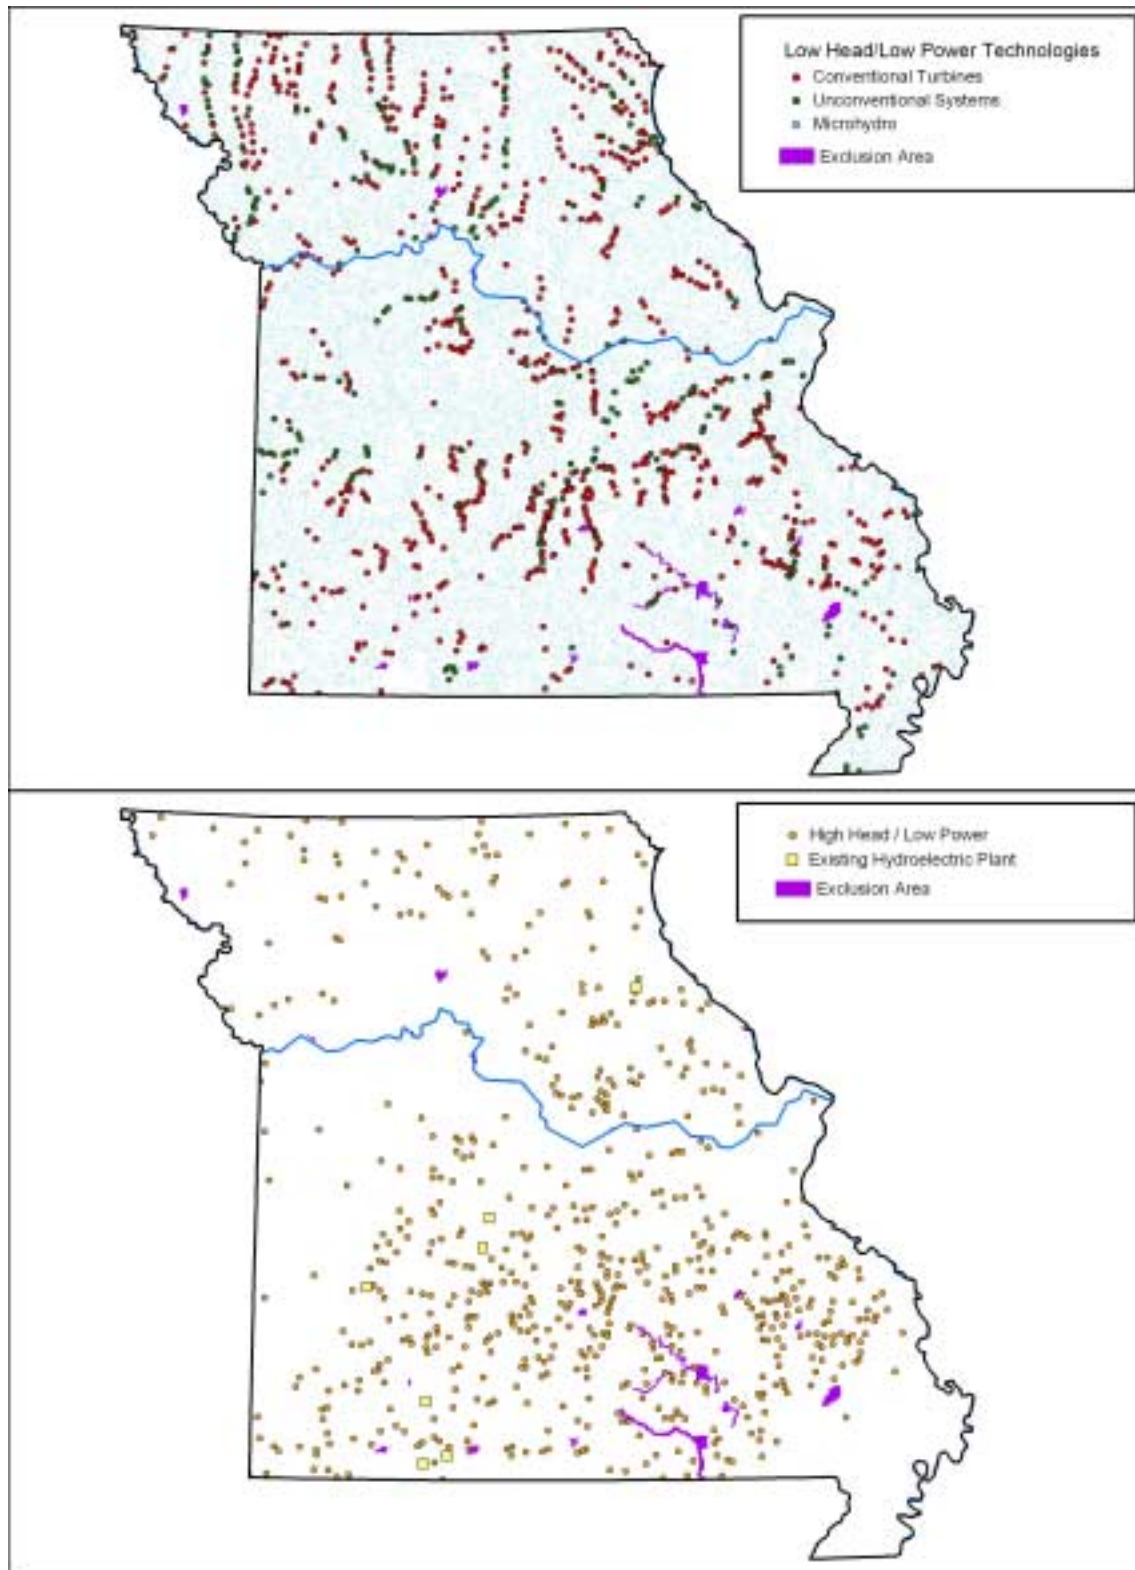 Low Head/Low Power Technologies
Conventional Turbines
Unconventional Systems
Microhydro
Exclusion Area
High Head / Low Power
Existing Hydroelectric Plant
Exclusion Area